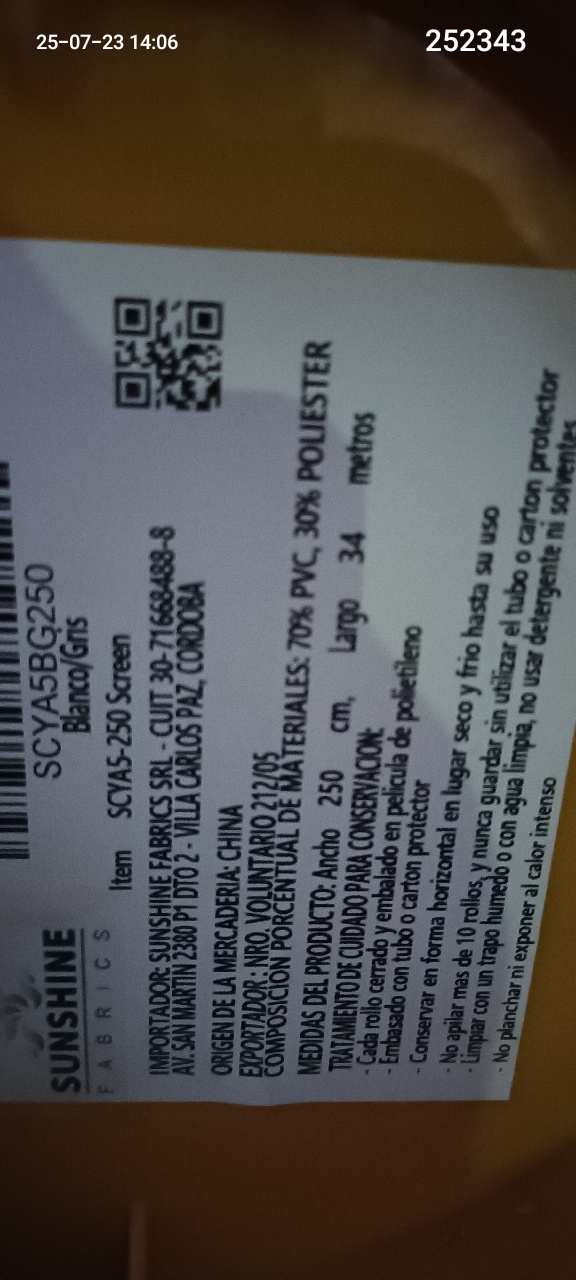 25-07-23 14:06
252343
SUNSHINE
FABRICS
SCYA5BG250
Blanco/Gris
Item SCYA5-250 Screen
IMPORTADOR: SUNSHINE FABRICS SRL - CUIT 30-71668488-8
AV. SAN MARTIN 2380 P1 DTO 2 - VILLA CARLOS PAZ, CORDOBA
ORIGEN DE LA MERCADERIA: CHINA
EXPORTADOR : NRO. VOLUNTARIO 212/05
COMPOSICION PORCENTUAL DE MATERIALES: 70% PVC, 30% POLIESTER
MEDIDAS DEL PRODUCTO: Ancho 250 cm, Largo 34 metros
TRATAMIENTO DE CUIDADO PARA CONSERVACION:
- Cada rollo cerrado y embalado en pelicula de polietileno
- Embasado con tubo o carton protector
- Conservar en forma horizontal en lugar seco y frio hasta su uso
- No apilar mas de 10 rollos, y nunca guardar sin utilizar el tubo o carton protector
- Limpiar con un trapo humedo o con agua limpia, no usar detergente ni solventes
- No planchar ni exponer al calor intenso